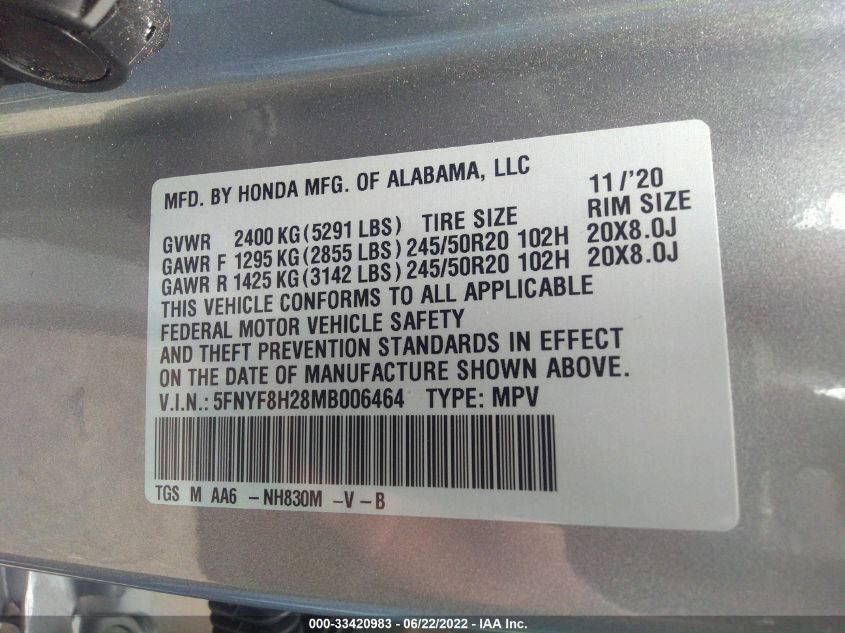 MFD. BY HONDA MFG. OF ALABAMA, LLC 11/'20
GVWR 2400 KG (5291 LBS) TIRE SIZE RIM SIZE
GAWR F 1295 KG (2855 LBS) 245/50R20 102H 20X8.0J
GAWR R 1425 KG (3142 LBS) 245/50R20 102H 20X8.0J
THIS VEHICLE CONFORMS TO ALL APPLICABLE
FEDERAL MOTOR VEHICLE SAFETY
AND THEFT PREVENTION STANDARDS IN EFFECT
ON THE DATE OF MANUFACTURE SHOWN ABOVE.
V.I.N.: 5FNYF8H28MB006464 TYPE: MPV
TGS M AA6 -NH830M -V -B
000-33420983 - 06/22/2022 - IAA Inc.